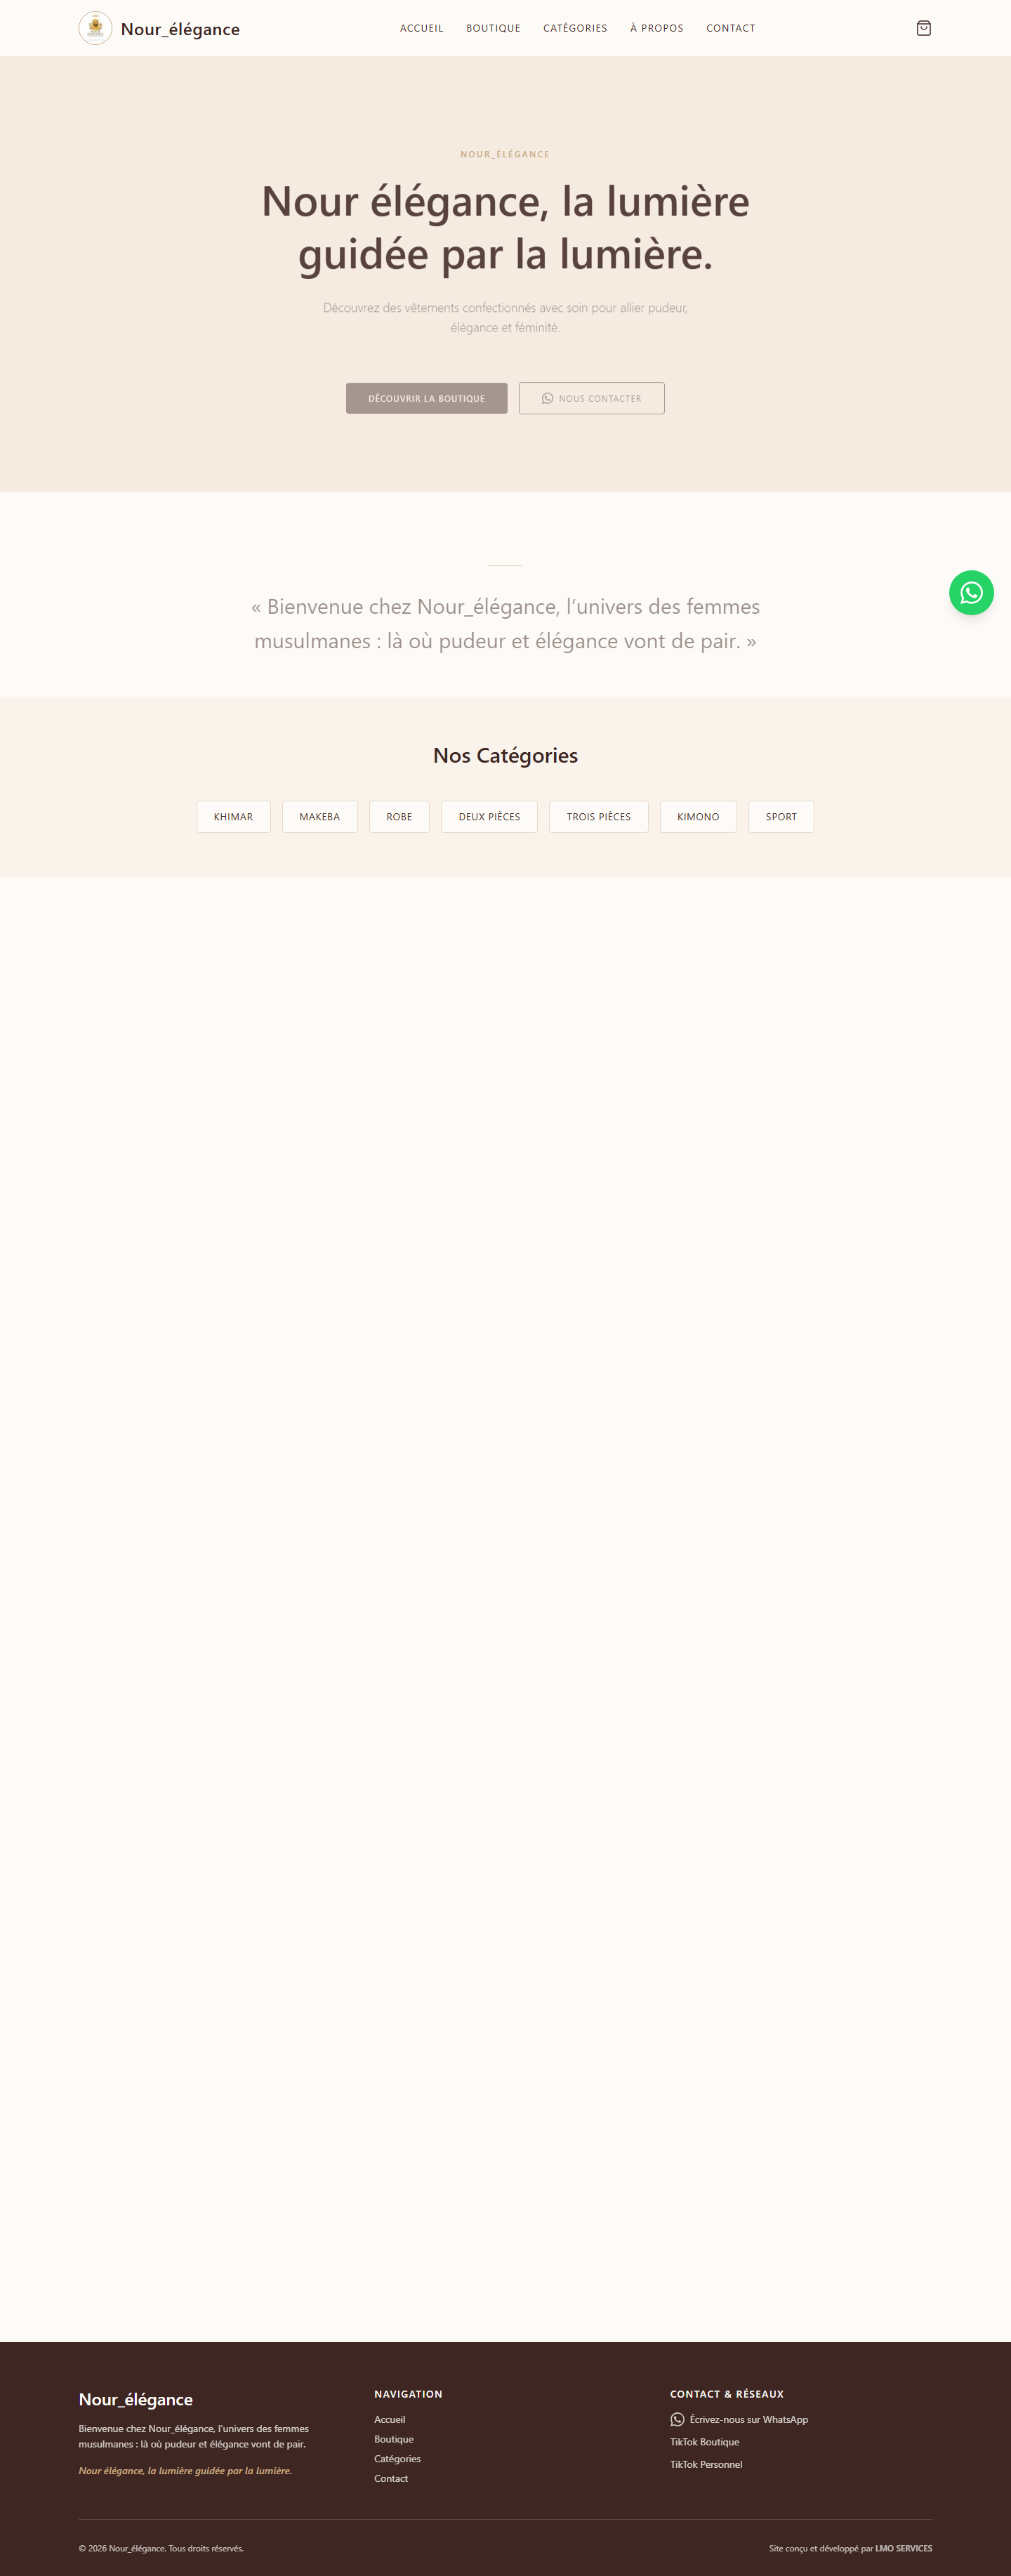 Nour_élégance
ACCUEIL
BOUTIQUE
CATÉGORIES
À PROPOS
CONTACT
NOUR_ÉLÉGANCE
Nour élégance, la lumière
guidée par la lumière.
Découvrez des vêtements confectionnés avec soin pour allier pudeur,
élégance et féminité.
DÉCOUVRIR LA BOUTIQUE
NOUS CONTACTER
« Bienvenue chez Nour_élégance, l’univers des femmes
musulmanes : là où pudeur et élégance vont de pair. »
Nos Catégories
KHIMAR
MAKEBA
ROBE
DEUX PIÈCES
TROIS PIÈCES
KIMONO
SPORT
Nour_élégance
Bienvenue chez Nour_élégance, l’univers des femmes
musulmanes : là où pudeur et élégance vont de pair.
Nour élégance, la lumière guidée par la lumière.
NAVIGATION
Accueil
Boutique
Catégories
Contact
CONTACT & RÉSEAUX
Écrivez-nous sur WhatsApp
TikTok Boutique
TikTok Personnel
© 2026 Nour_élégance. Tous droits réservés.
Site conçu et développé par LMO SERVICES